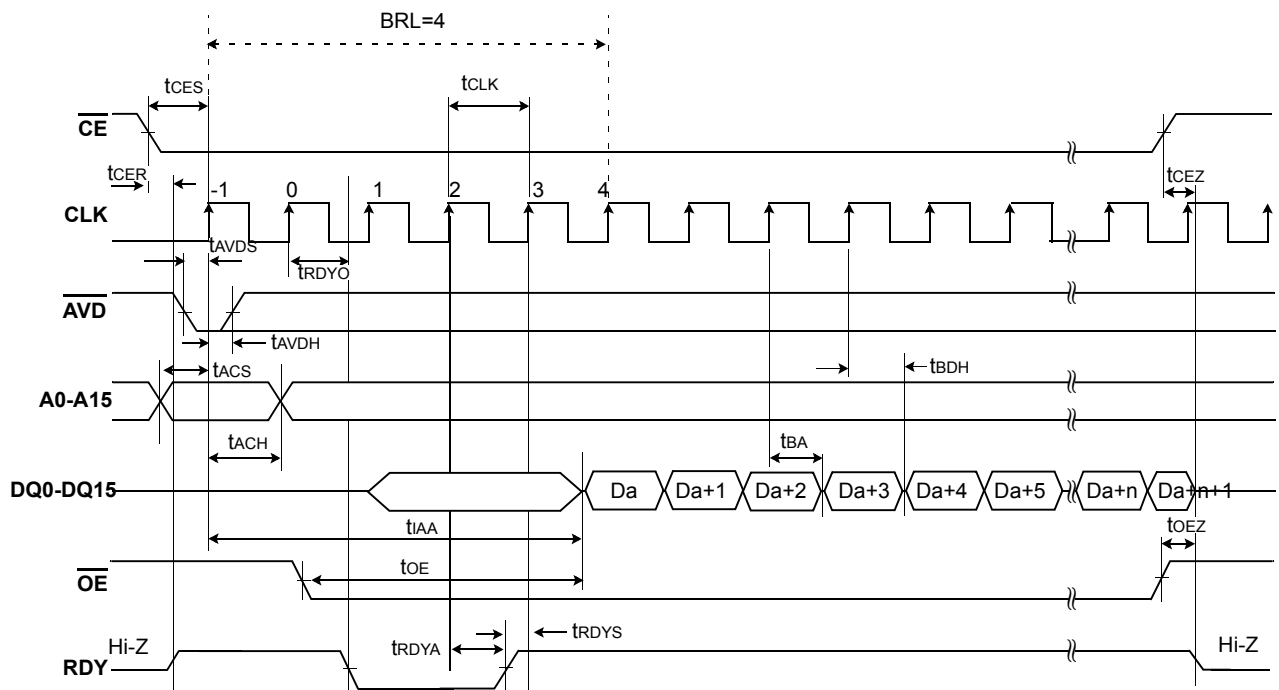 BRL=4
tCES
tCLK
CE
tCER
tCEZ
-1 0 1 2 3 4
CLK
tAVDS
tRDYO
AVD
tAVDH
tACS
tBDH
A0-A15
tACH
tBA
DQ0-DQ15 Da Da+1 Da+2 Da+3 Da+4 Da+5 Da+n Da+n+1
tIAA
tOEZ
tOE
OE
tRDYS
Hi-Z
tRDYA
Hi-Z
RDY